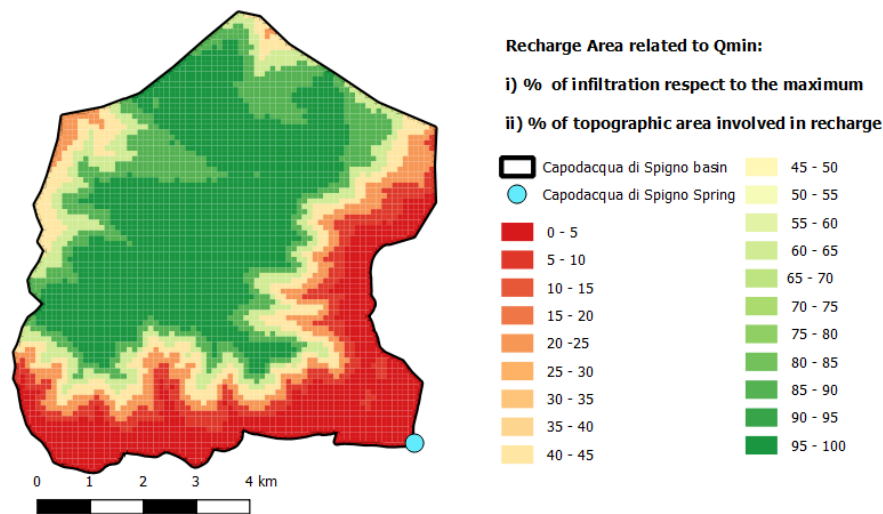 Recharge Area related to Qmin:
i) % of infiltration respect to the maximum
ii) % of topographic area involved in recharge
Capodacqua di Spigno basin
Capodacqua di Spigno Spring
0 - 5
5 - 10
10 - 15
15 - 20
20 -25
25 - 30
30 - 35
35 - 40
40 - 45
45 - 50
50 - 55
55 - 60
60 - 65
65 - 70
70 - 75
75 - 80
80 - 85
85 - 90
90 - 95
95 - 100
0 1 2 3 4 km